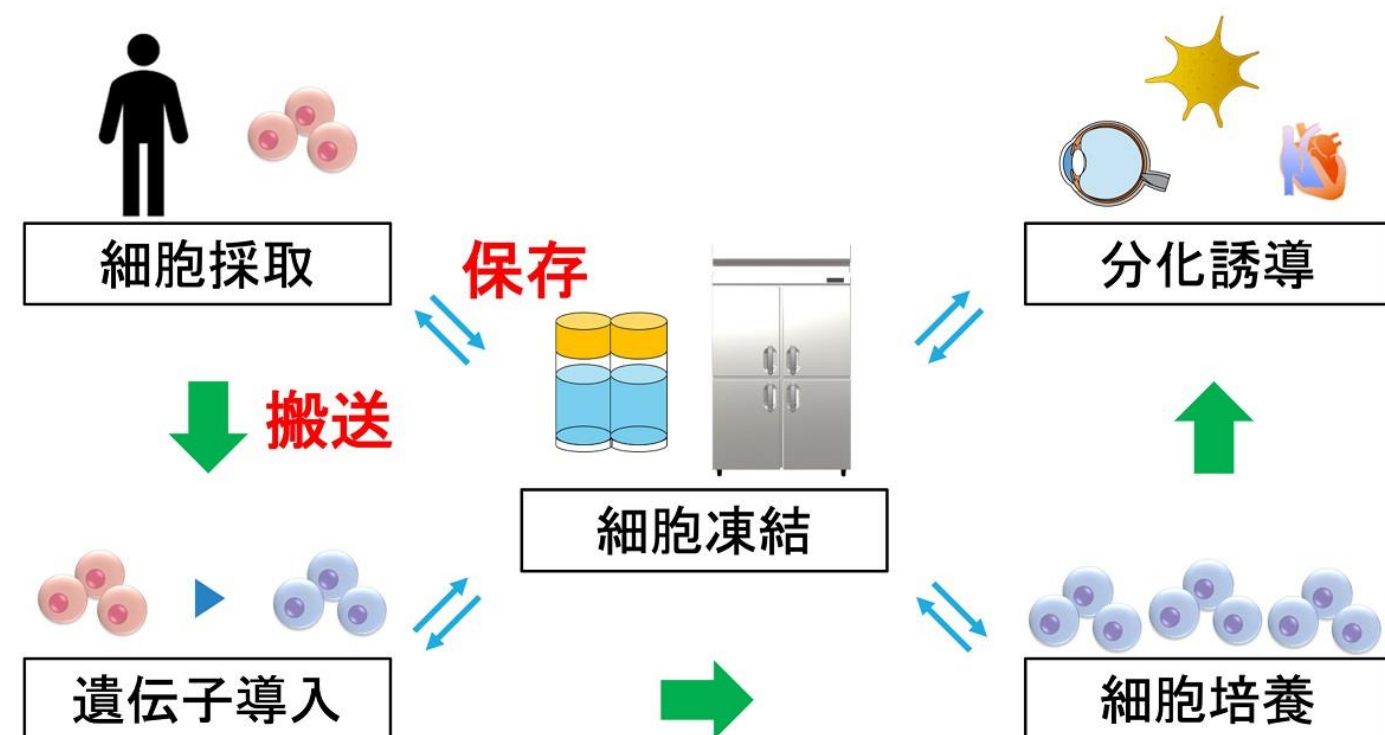 細胞採取
保存
分化誘導
搬送
細胞凍結
遺伝子導入
細胞培養